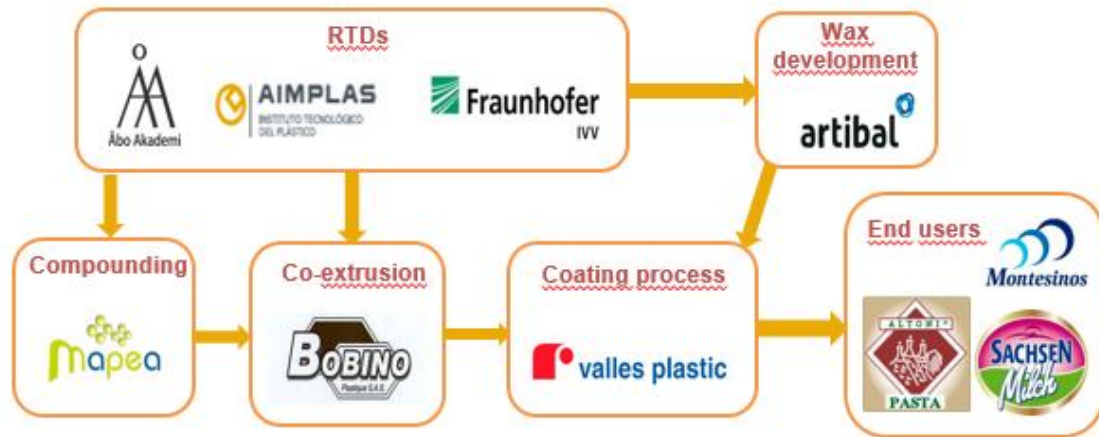 RTDs
Åbo Akademi
AIMPLAS
INSTITUTO TECNOLÓGICO
DEL PLÁSTICO
Fraunhofer
IVV
Wax
development
artibal
Compounding
mapea
Co-extrusion
BOBINO
Plastique S.A.S.
Coating process
valles plastic
End users
Montesinos
ALTONI®
PASTA
SACHSEN
Milch